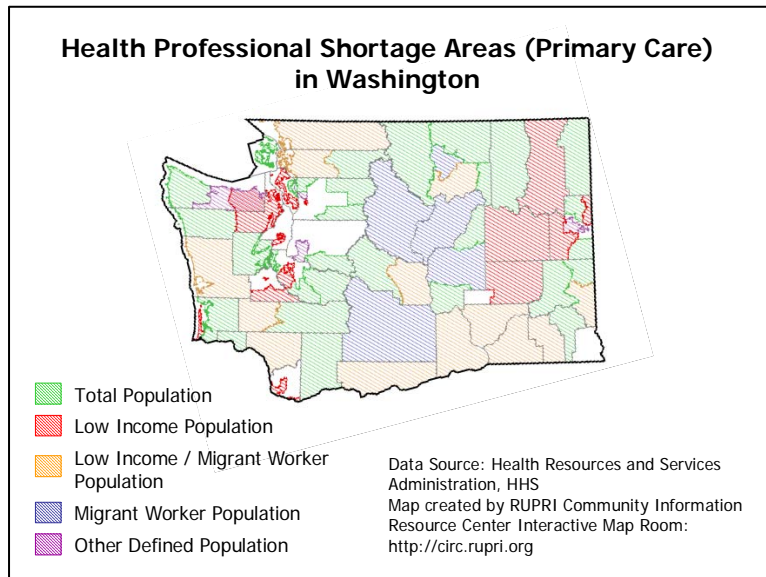 Health Professional Shortage Areas (Primary Care)
in Washington
Total Population
Low Income Population
Low Income / Migrant Worker
Population
Migrant Worker Population
Other Defined Population
Data Source: Health Resources and Services
Administration, HHS
Map created by RUPRI Community Information
Resource Center Interactive Map Room:
http://circ.rupri.org